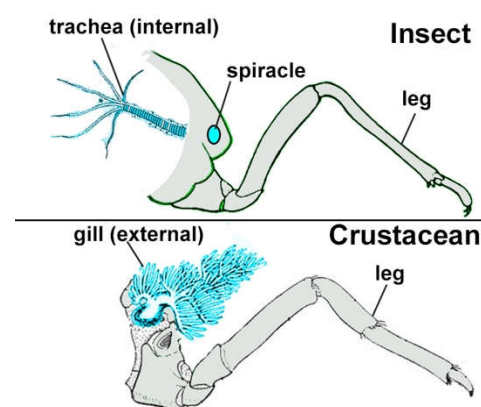 trachea (internal)
Insect
spiracle
leg
gill (external)
Crustacean
leg